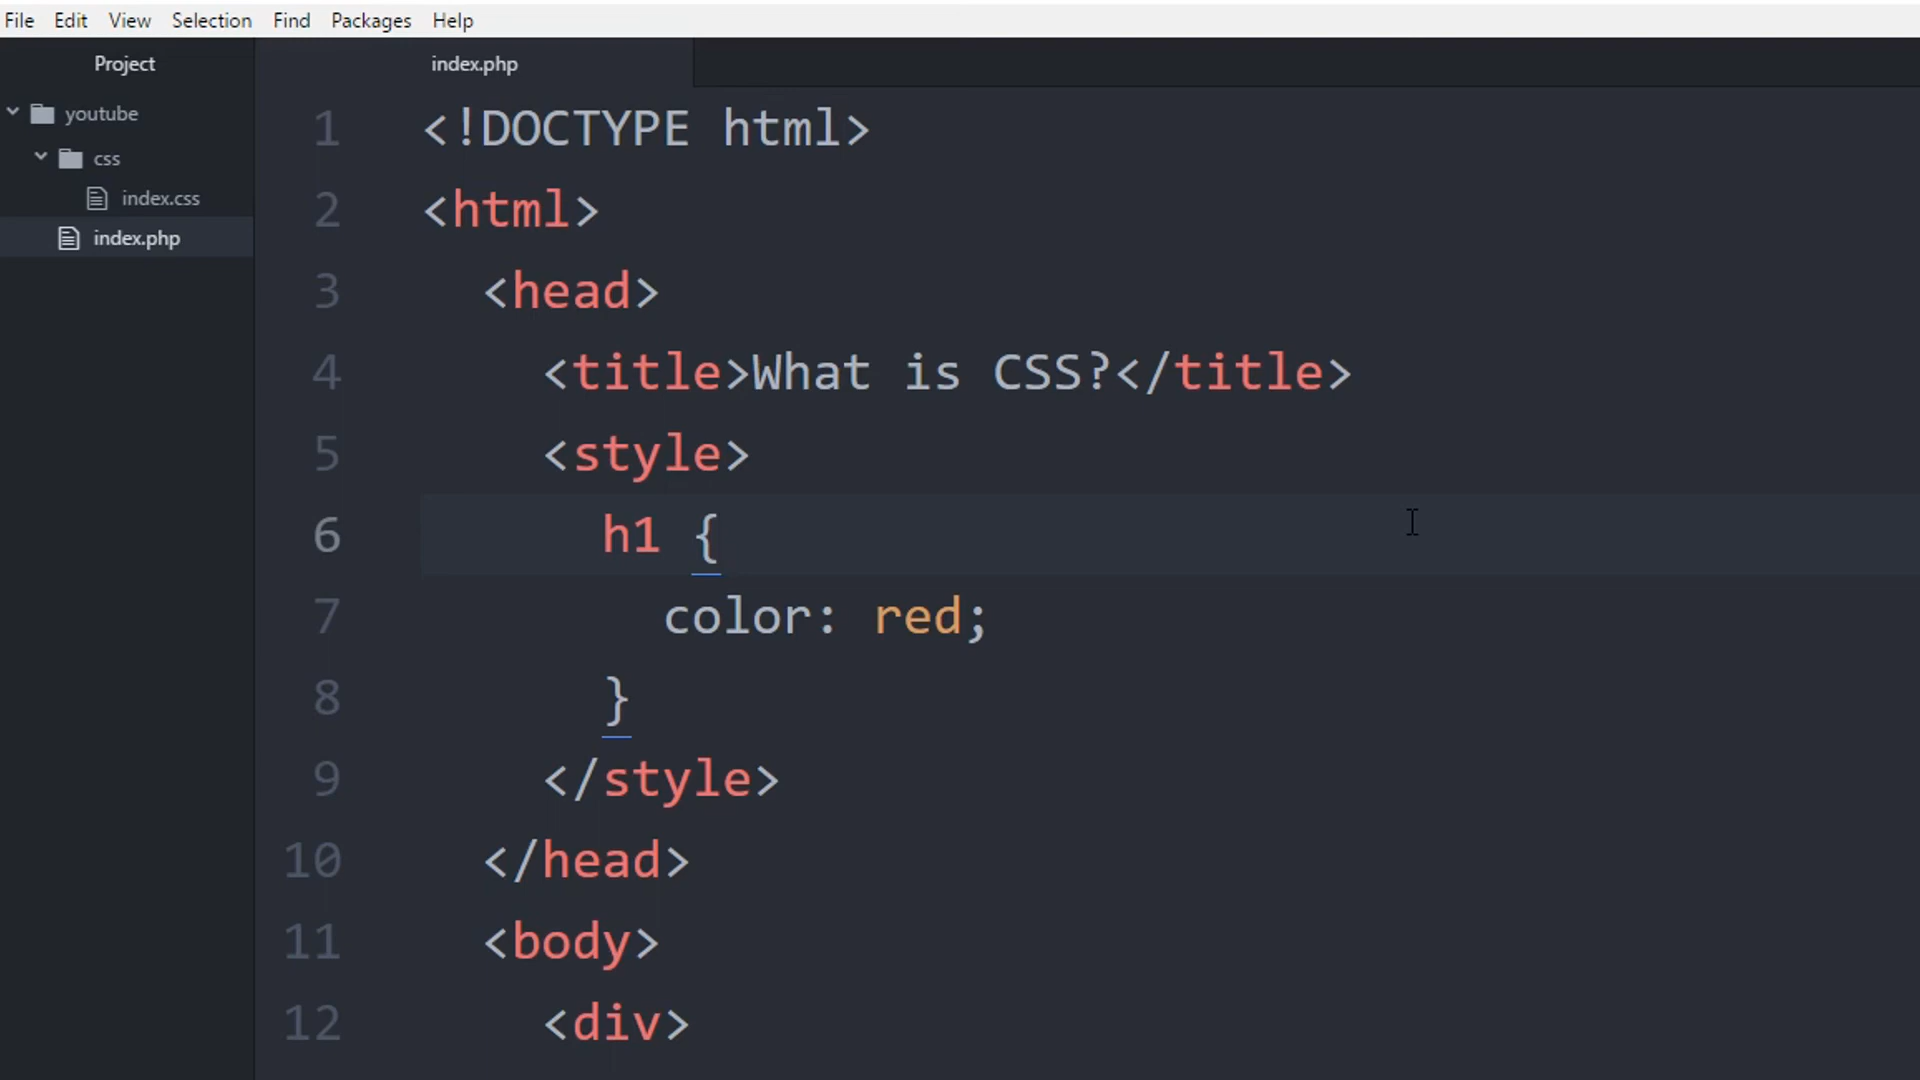 File Edit View Selection Find Packages Help
Project
youtube
css
index.css
index.php
index.php
1 <!DOCTYPE html>
2 <html>
3 <head>
4 <title>What is CSS?</title>
5 <style>
6 h1 {
7 color: red;
8 }
9 </style>
10 </head>
11 <body>
12 <div>